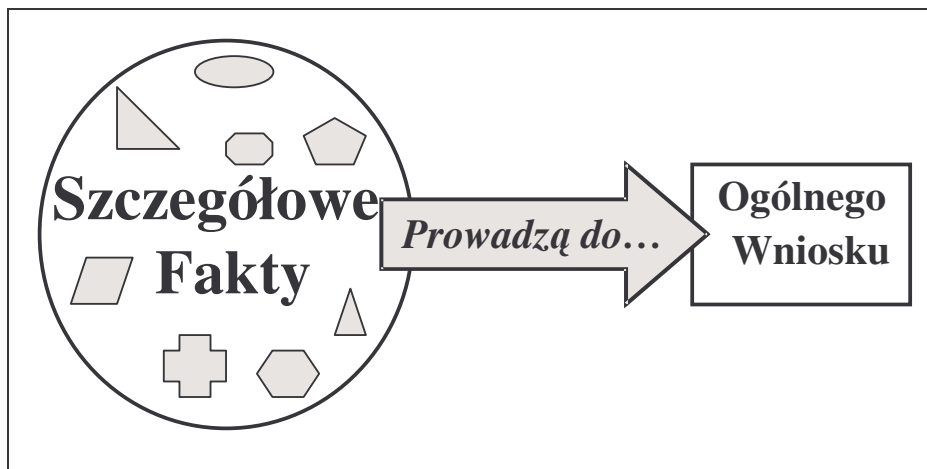 Szczegółowe
Fakty
Prowadzą do…
Ogólnego
Wniosku